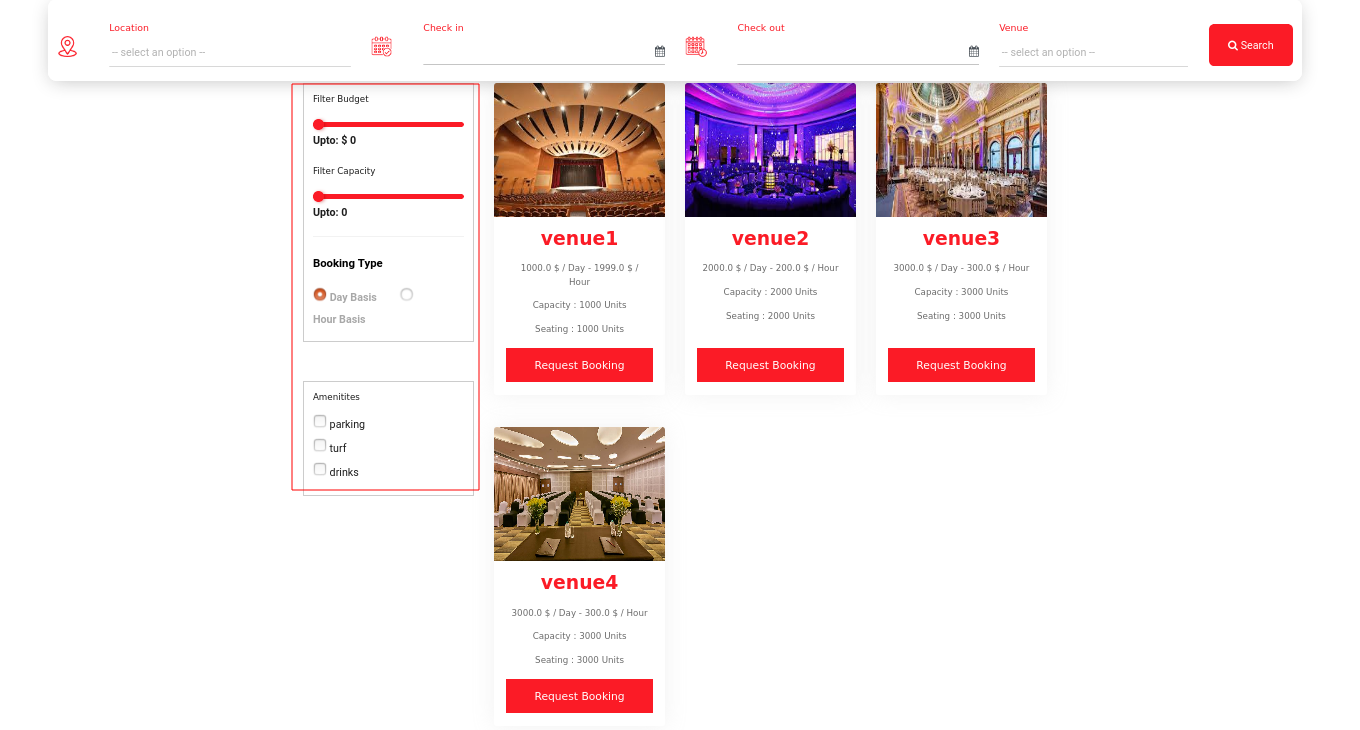 Location
-- select an option --
Check in
Check out
Venue
-- select an option --
Search
Filter Budget
Upto: $ 0
Filter Capacity
Upto: 0
Booking Type
Day Basis
Hour Basis
Amenitites
parking
turf
drinks
venue1
1000.0 $ / Day - 1999.0 $ /
Hour
Capacity : 1000 Units
Seating : 1000 Units
Request Booking
venue2
2000.0 $ / Day - 200.0 $ / Hour
Capacity : 2000 Units
Seating : 2000 Units
Request Booking
venue3
3000.0 $ / Day - 300.0 $ / Hour
Capacity : 3000 Units
Seating : 3000 Units
Request Booking
venue4
3000.0 $ / Day - 300.0 $ / Hour
Capacity : 3000 Units
Seating : 3000 Units
Request Booking